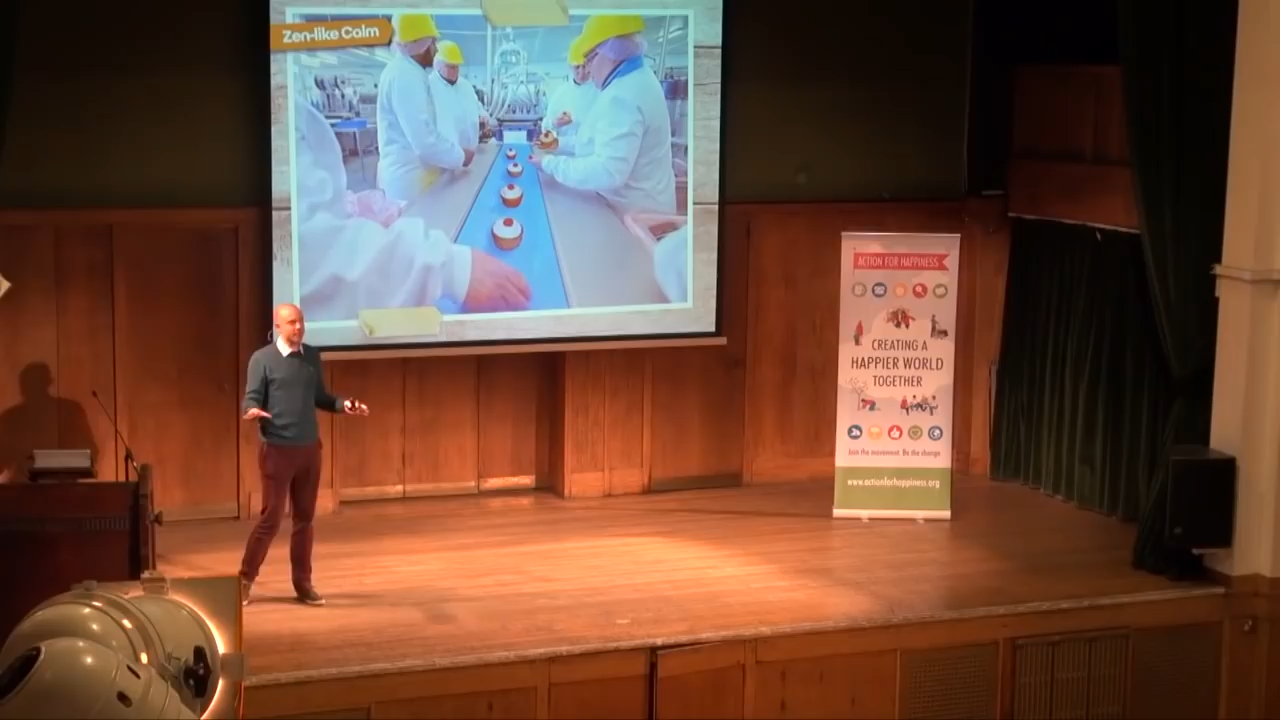 Zen-like Calm
ACTION FOR HAPPINESS
CREATING A
HAPPIER WORLD
TOGETHER
Join the movement. Be the change.
www.actionforhappiness.org